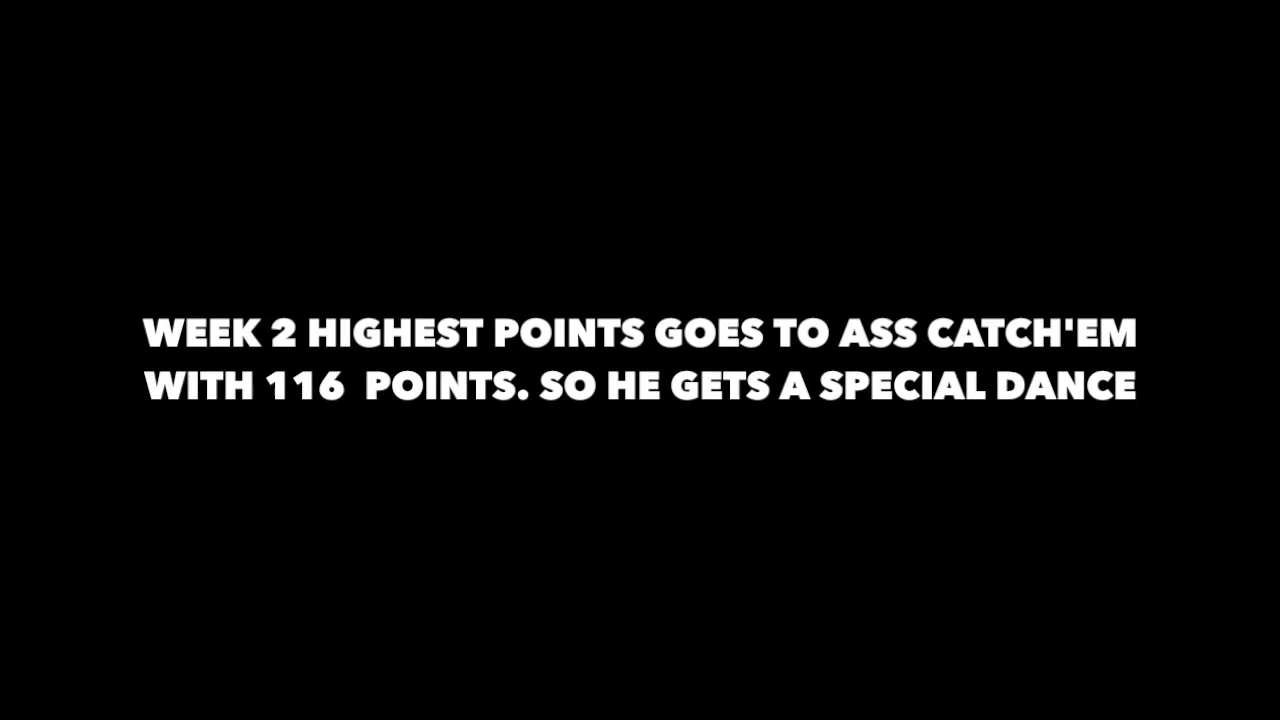 WEEK 2 HIGHEST POINTS GOES TO ASS CATCH'EM
WITH 116  POINTS. SO HE GETS A SPECIAL DANCE